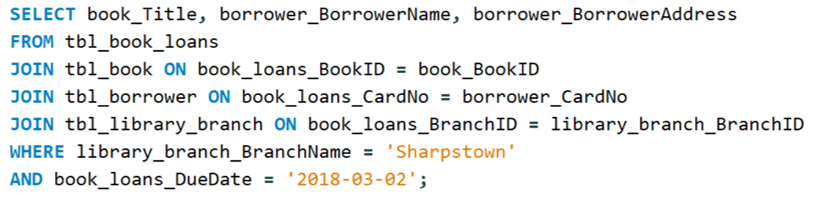 SELECT book_Title, borrower_BorrowerName, borrower_BorrowerAddress
FROM tbl_book_loans
JOIN tbl_book ON book_loans_BookID = book_BookID
JOIN tbl_borrower ON book_loans_CardNo = borrower_CardNo
JOIN tbl_library_branch ON book_loans_BranchID = library_branch_BranchID
WHERE library_branch_BranchName = 'Sharpstown'
AND book_loans_DueDate = '2018-03-02';